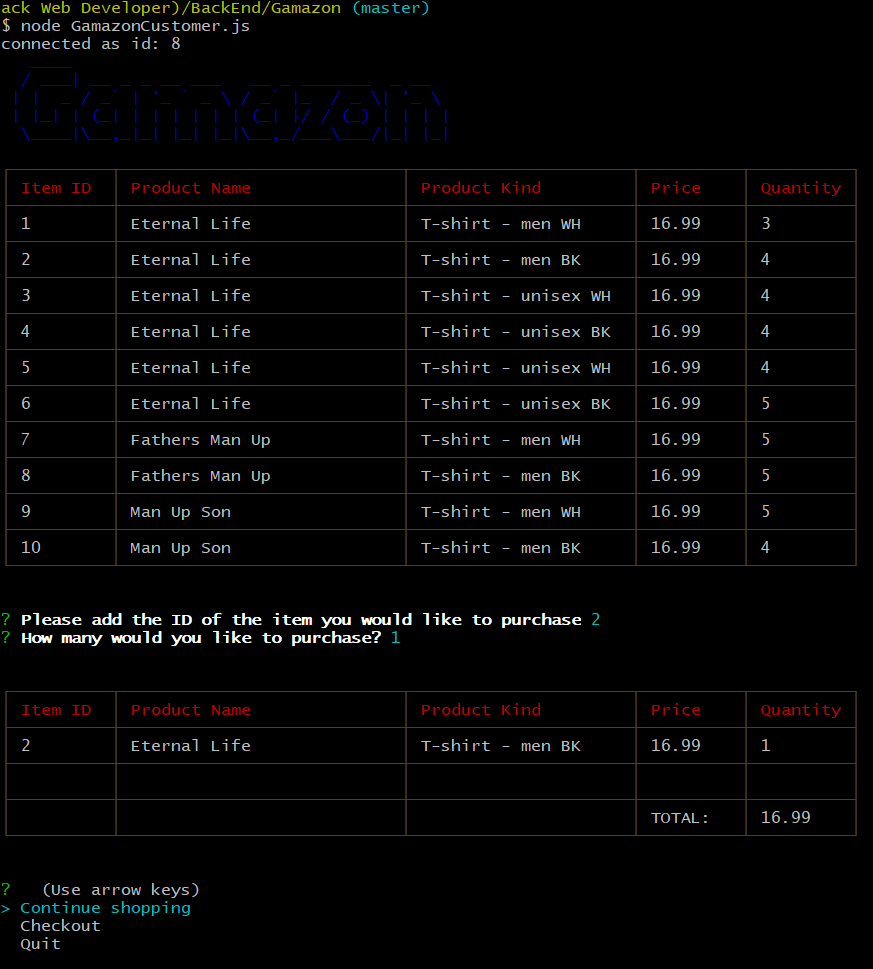 ack Web Developer)/BackEnd/Gamazon (master)
$ node GamazonCustomer.js
connected as id: 8
Gamazon
Item ID Product Name Product Kind Price Quantity
1 Eternal Life T-shirt - men WH 16.99 3
2 Eternal Life T-shirt - men BK 16.99 4
3 Eternal Life T-shirt - unisex WH 16.99 4
4 Eternal Life T-shirt - unisex BK 16.99 4
5 Eternal Life T-shirt - unisex WH 16.99 4
6 Eternal Life T-shirt - unisex BK 16.99 5
7 Fathers Man Up T-shirt - men WH 16.99 5
8 Fathers Man Up T-shirt - men BK 16.99 5
9 Man Up Son T-shirt - men WH 16.99 5
10 Man Up Son T-shirt - men BK 16.99 4
? Please add the ID of the item you would like to purchase 2
? How many would you like to purchase? 1
Item ID Product Name Product Kind Price Quantity
2 Eternal Life T-shirt - men BK 16.99 1
TOTAL: 16.99
? (Use arrow keys)
> Continue shopping
Checkout
Quit